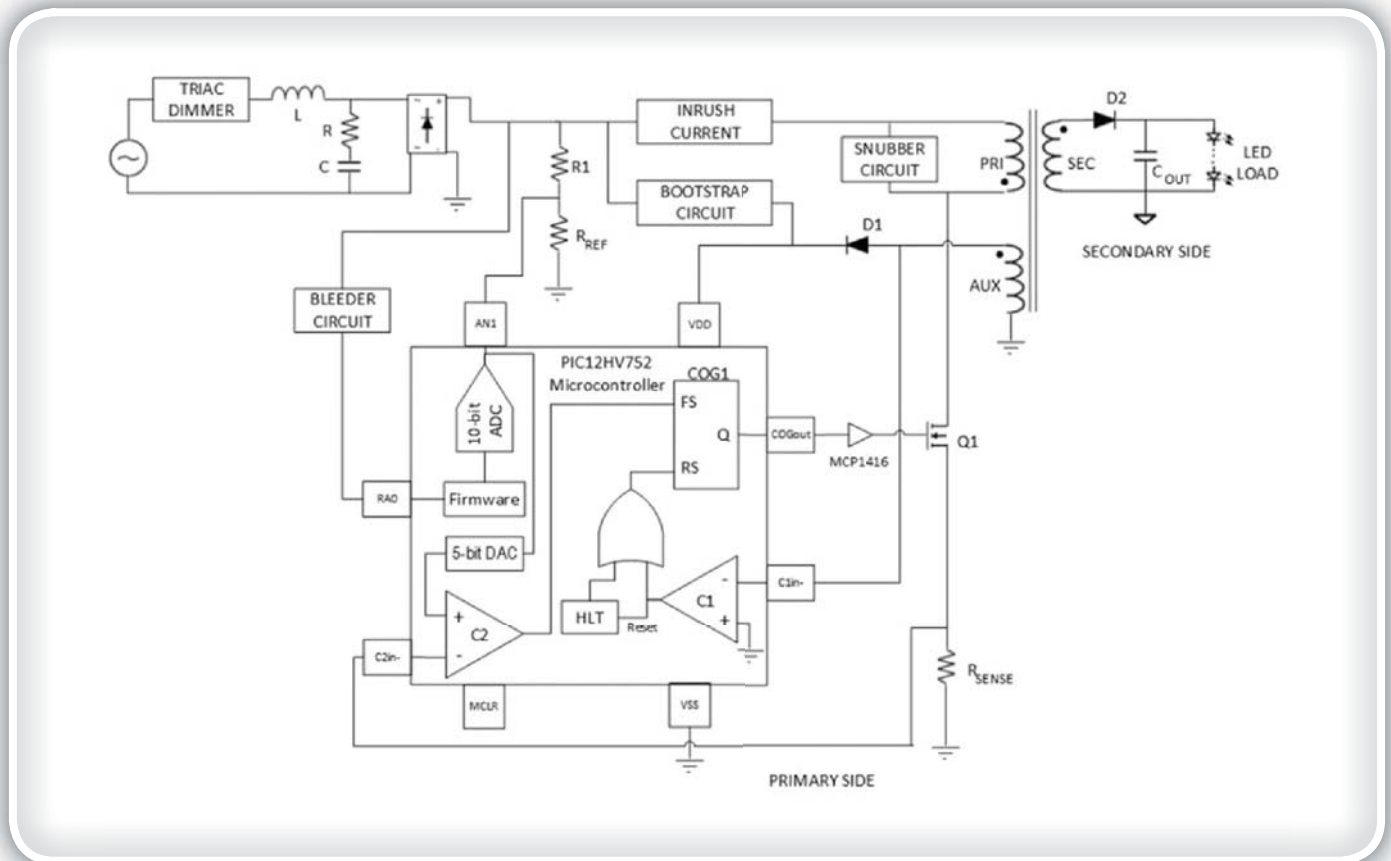 TRIAC
DIMMER
L
R
C
INRUSH
CURRENT
R1
BOOTSTRAP
CIRCUIT
RREF
SNUBBER
CIRCUIT
PRI
SEC
D2
COUT
LED
LOAD
SECONDARY SIDE
D1
AUX
BLEEDER
CIRCUIT
AN1
VDD
PIC12HV752
Microcontroller
COG1
FS
Q
RS
COGout
MCP1416
Q1
10-bit
ADC
RA0
Firmware
5-bit DAC
+
C2
-
C2in-
HLT
Reset
-
C1
+
C1in-
RSENSE
MCLR
VSS
PRIMARY SIDE